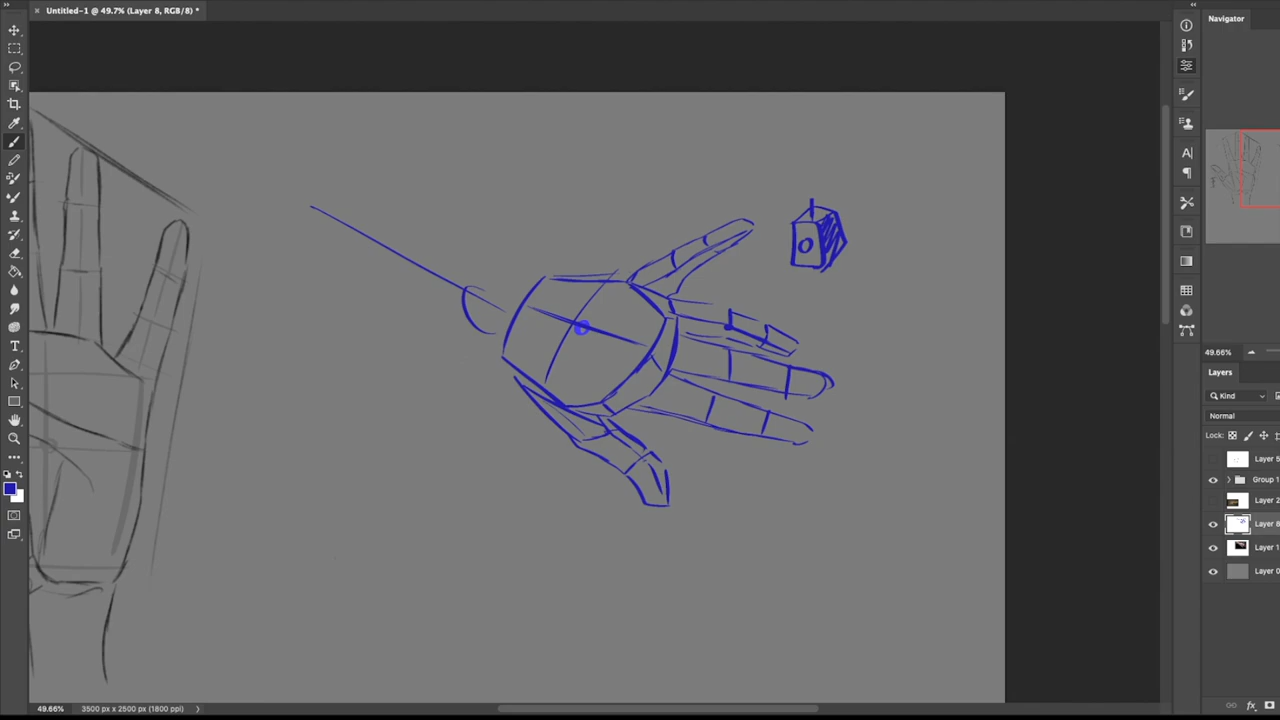 Untitled-1 @ 49.7% (Layer 8, RGB/8) *
Navigator
49.66%
Layers
Kind
Normal
Lock:
Layer 5
Group 1
Layer 2
Layer 8
Layer 1
Layer 0
fx
49.66%
3500 px x 2500 px (1800 ppi)